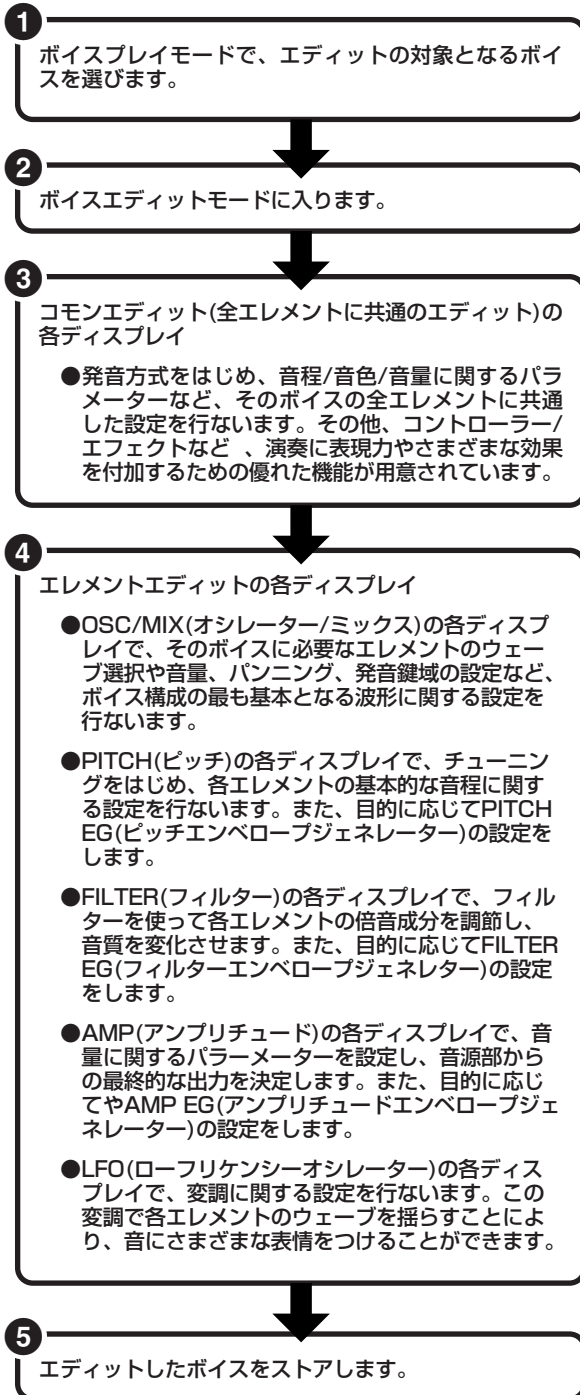 1
ボイスプレイモードで、エディットの対象となるボイ
スを選びます。
2
ボイスエディットモードに入ります。
3
コモンエディット(全エレメントに共通のエディット)の
各ディスプレイ
●発音方式をはじめ、音程/音色/音量に関するパラ
メーターなど、そのボイスの全エレメントに共通
した設定を行ないます。その他、コントローラー/
エフェクトなど 、演奏に表現力やさまざまな効果
を付加するための優れた機能が用意されています。
4
エレメントエディットの各ディスプレイ
●OSC/MIX(オシレーター/ミックス)の各ディスプ
レイで、そのボイスに必要なエレメントのウェー
ブ選択や音量、パンニング、発音鍵域の設定など、
ボイス構成の最も基本となる波形に関する設定を
行ないます。
●PITCH(ピッチ)の各ディスプレイで、チューニン
グをはじめ、各エレメントの基本的な音程に関す
る設定を行ないます。また、目的に応じてPITCH
EG(ピッチエンベロープジェネレーター)の設定を
します。
●FILTER(フィルター)の各ディスプレイで、フィル
ターを使って各エレメントの倍音成分を調節し、
音質を変化させます。また、目的に応じてFILTER
EG(フィルターエンベロープジェネレター)の設定
をします。
●AMP(アンプリチュード)の各ディスプレイで、音
量に関するパラーメーターを設定し、音源部から
の最終的な出力を決定します。また、目的に応じ
てやAMP EG(アンプリチュードエンベロープジェ
ネレーター)の設定をします。
●LFO(ローフリケンシーオシレーター)の各ディス
プレイで、変調に関する設定を行ないます。この
変調で各エレメントのウェーブを揺らすことによ
り、音にさまざまな表情をつけることができます。
5
エディットしたボイスをストアします。